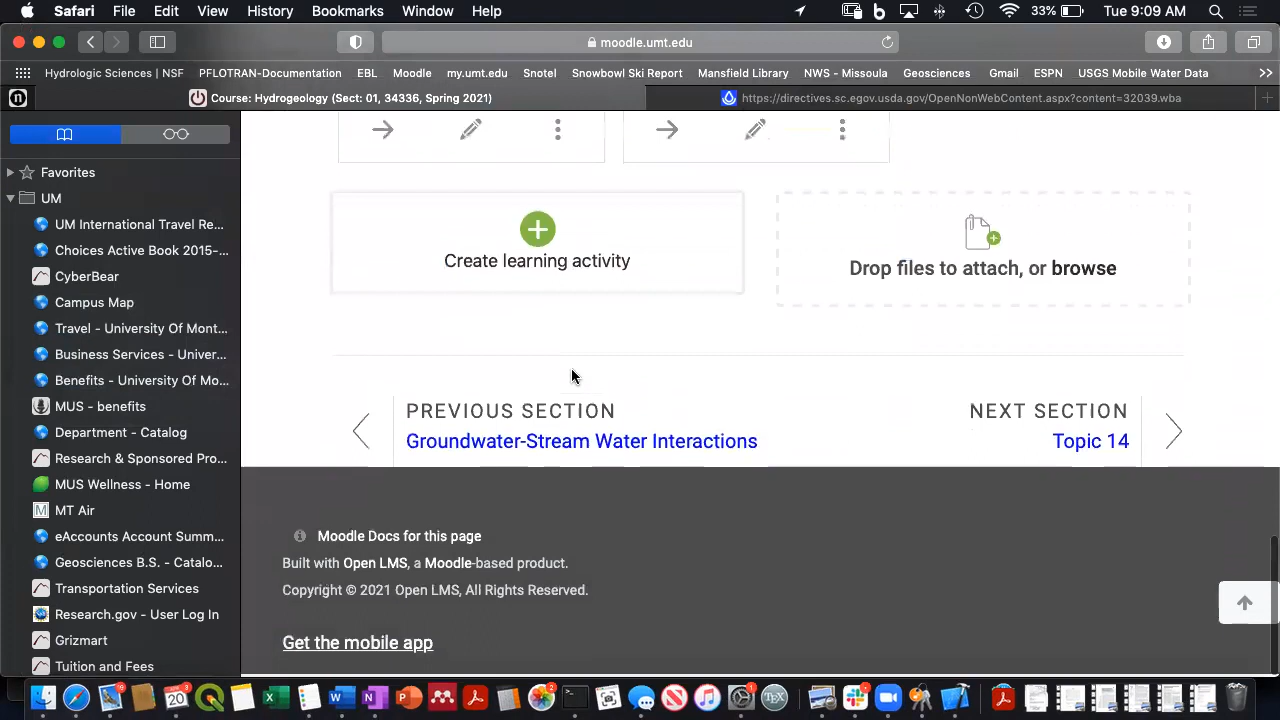 Safari File Edit View History Bookmarks Window Help 33% Tue 9:09 AM
moodle.umt.edu
Hydrologic Sciences | NSF PFLOTRAN-Documentation EBL Moodle my.umt.edu Snotel Snowbowl Ski Report Mansfield Library NWS - Missoula Geosciences Gmail ESPN USGS Mobile Water Data
Course: Hydrogeology (Sect: 01, 34336, Spring 2021) https://directives.sc.egov.usda.gov/OpenNonWebContent.aspx?content=32039.wba
Favorites
UM
UM International Travel Re...
Choices Active Book 2015-...
CyberBear
Campus Map
Travel - University Of Mont...
Business Services - Univer...
Benefits - University Of Mo...
MUS - benefits
Department - Catalog
Research & Sponsored Pro...
MUS Wellness - Home
MT Air
eAccounts Account Summ...
Geosciences B.S. - Catalo...
Transportation Services
Research.gov - User Log In
Grizmart
Tuition and Fees
Create learning activity
Drop files to attach, or browse
PREVIOUS SECTION
Groundwater-Stream Water Interactions
NEXT SECTION
Topic 14
Moodle Docs for this page
Built with Open LMS, a Moodle-based product.
Copyright © 2021 Open LMS, All Rights Reserved.
Get the mobile app